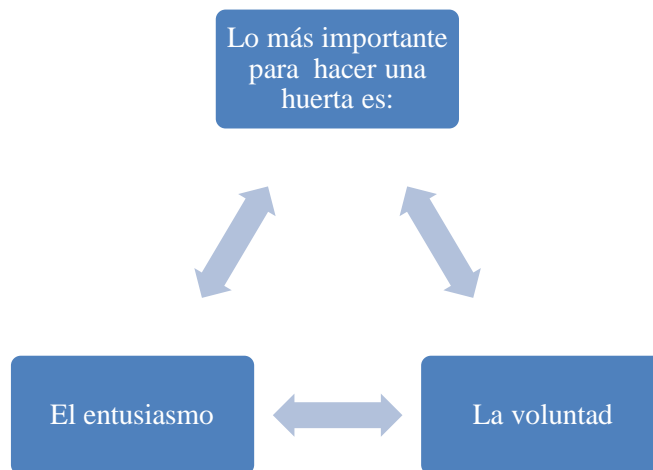 Lo más importante
para hacer una
huerta es:
El entusiasmo
La voluntad